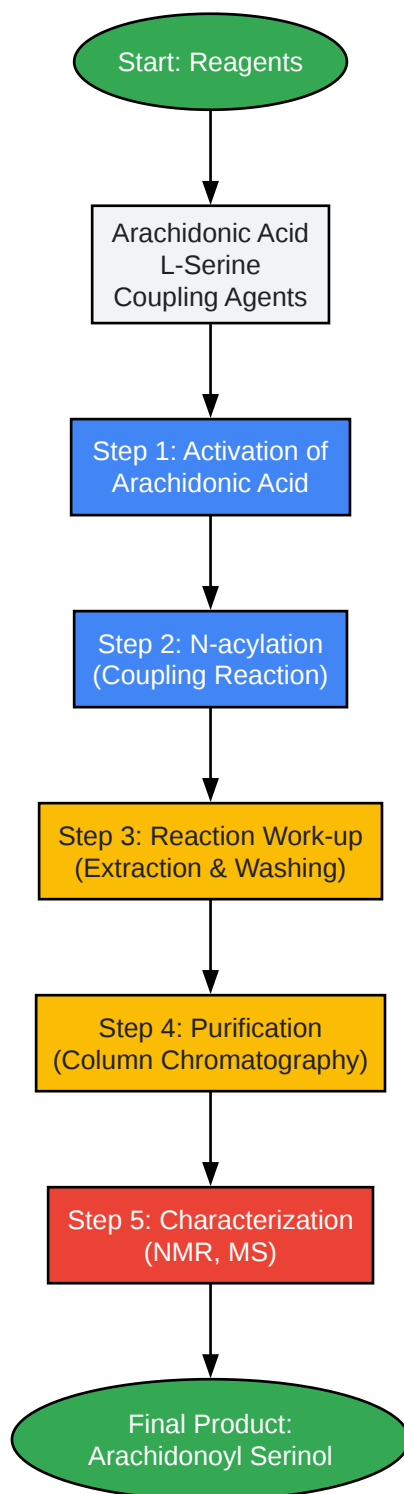 Start: Reagents
Arachidonic Acid
L-Serine
Coupling Agents
Step 1: Activation of
Arachidonic Acid
Step 2: N-acylation
(Coupling Reaction)
Step 3: Reaction Work-up
(Extraction & Washing)
Step 4: Purification
(Column Chromatography)
Step 5: Characterization
(NMR, MS)
Final Product:
Arachidonoyl Serinol